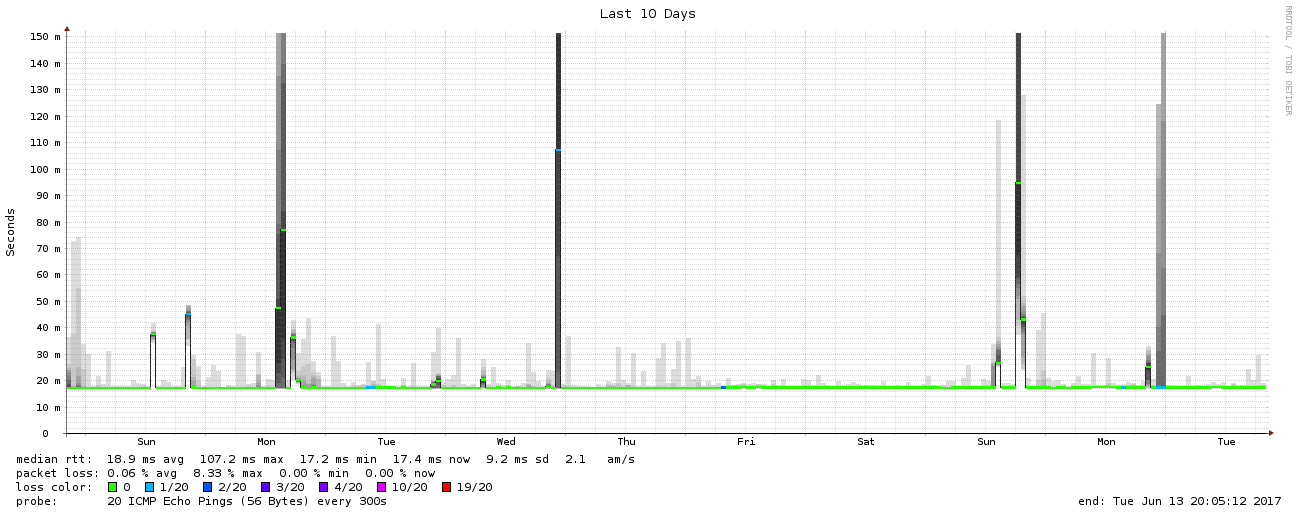 Last 10 Days
RRDTOOL / TOBI OETIKER
Seconds
150 m
140 m
130 m
120 m
110 m
100 m
90 m
80 m
70 m
60 m
50 m
40 m
30 m
20 m
10 m
0
Sun Mon Tue Wed Thu Fri Sat Sun Mon Tue
median rtt: 18.9 ms avg 107.2 ms max 17.2 ms min 17.4 ms now 9.2 ms sd 2.1 am/s
packet loss: 0.06 % avg 8.33 % max 0.00 % min 0.00 % now
loss color: 0 1/20 2/20 3/20 4/20 10/20 19/20
probe: 20 ICMP Echo Pings (56 Bytes) every 300s end: Tue Jun 13 20:05:12 2017